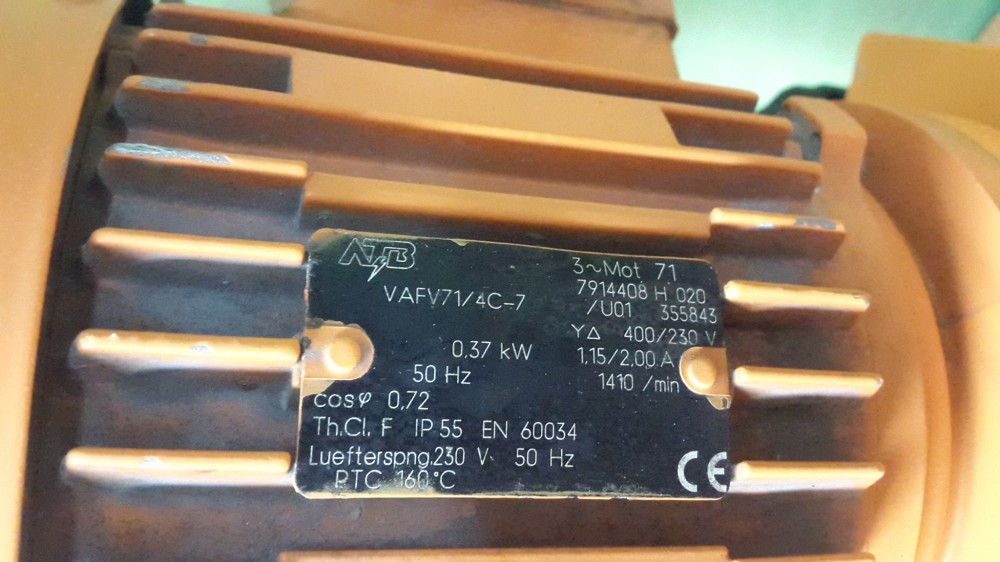 ATB
3~Mot 71
7914408 H 020
VAFV71/4C-7
/U01 355843
Y∆ 400/230 V
0,37 kW
1,15/2,00 A
50 Hz
1410 /min
cosφ 0,72
Th.Cl. F IP 55 EN 60034
Luefterspng.230 V 50 Hz
PTC 160°C
CE